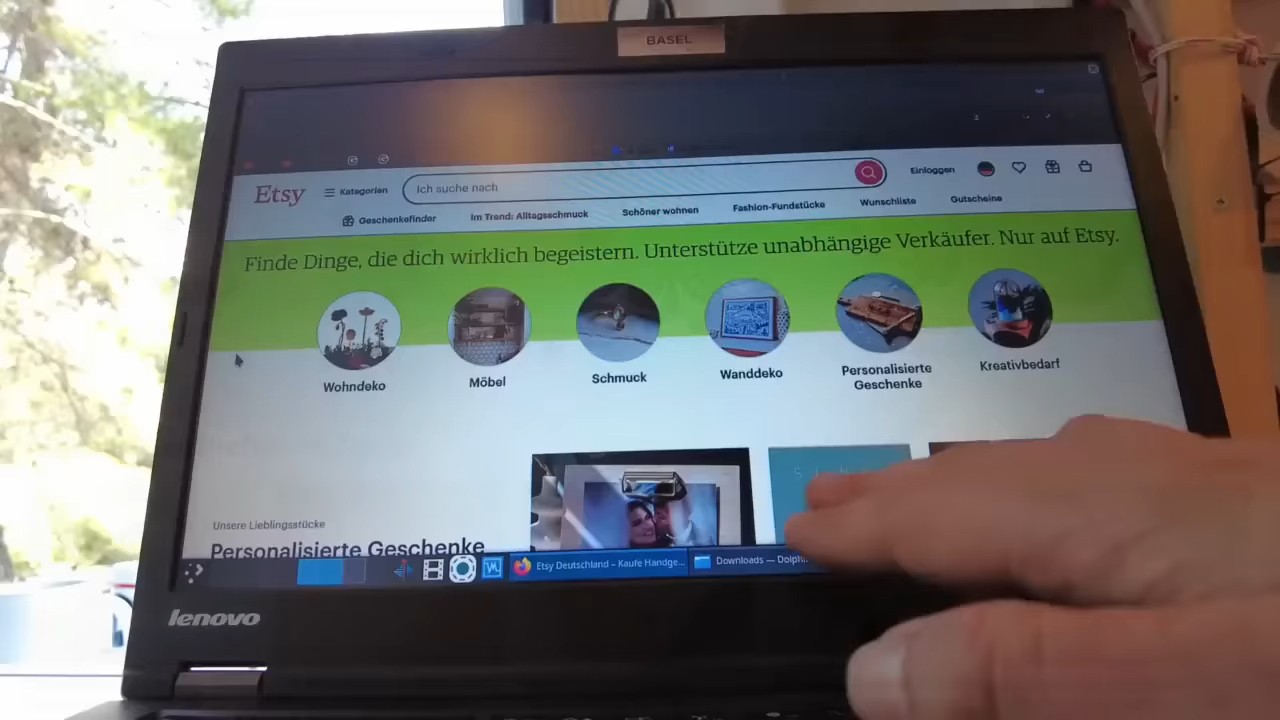 BASEL
Etsy
Kategorien
Ich suche nach
Einloggen
Geschenkefinder
Im Trend: Alltagsschmuck
Schöner wohnen
Fashion-Fundstücke
Wunschliste
Gutscheine
Finde Dinge, die dich wirklich begeistern. Unterstütze unabhängige Verkäufer. Nur auf Etsy.
Wohndeko
Möbel
Schmuck
Wanddeko
Personalisierte
Geschenke
Kreativbedarf
Unsere Lieblingsstücke
Personalisierte Geschenke
Etsy Deutschland – Kaufe Handge...
Downloads — Dolph
lenovo